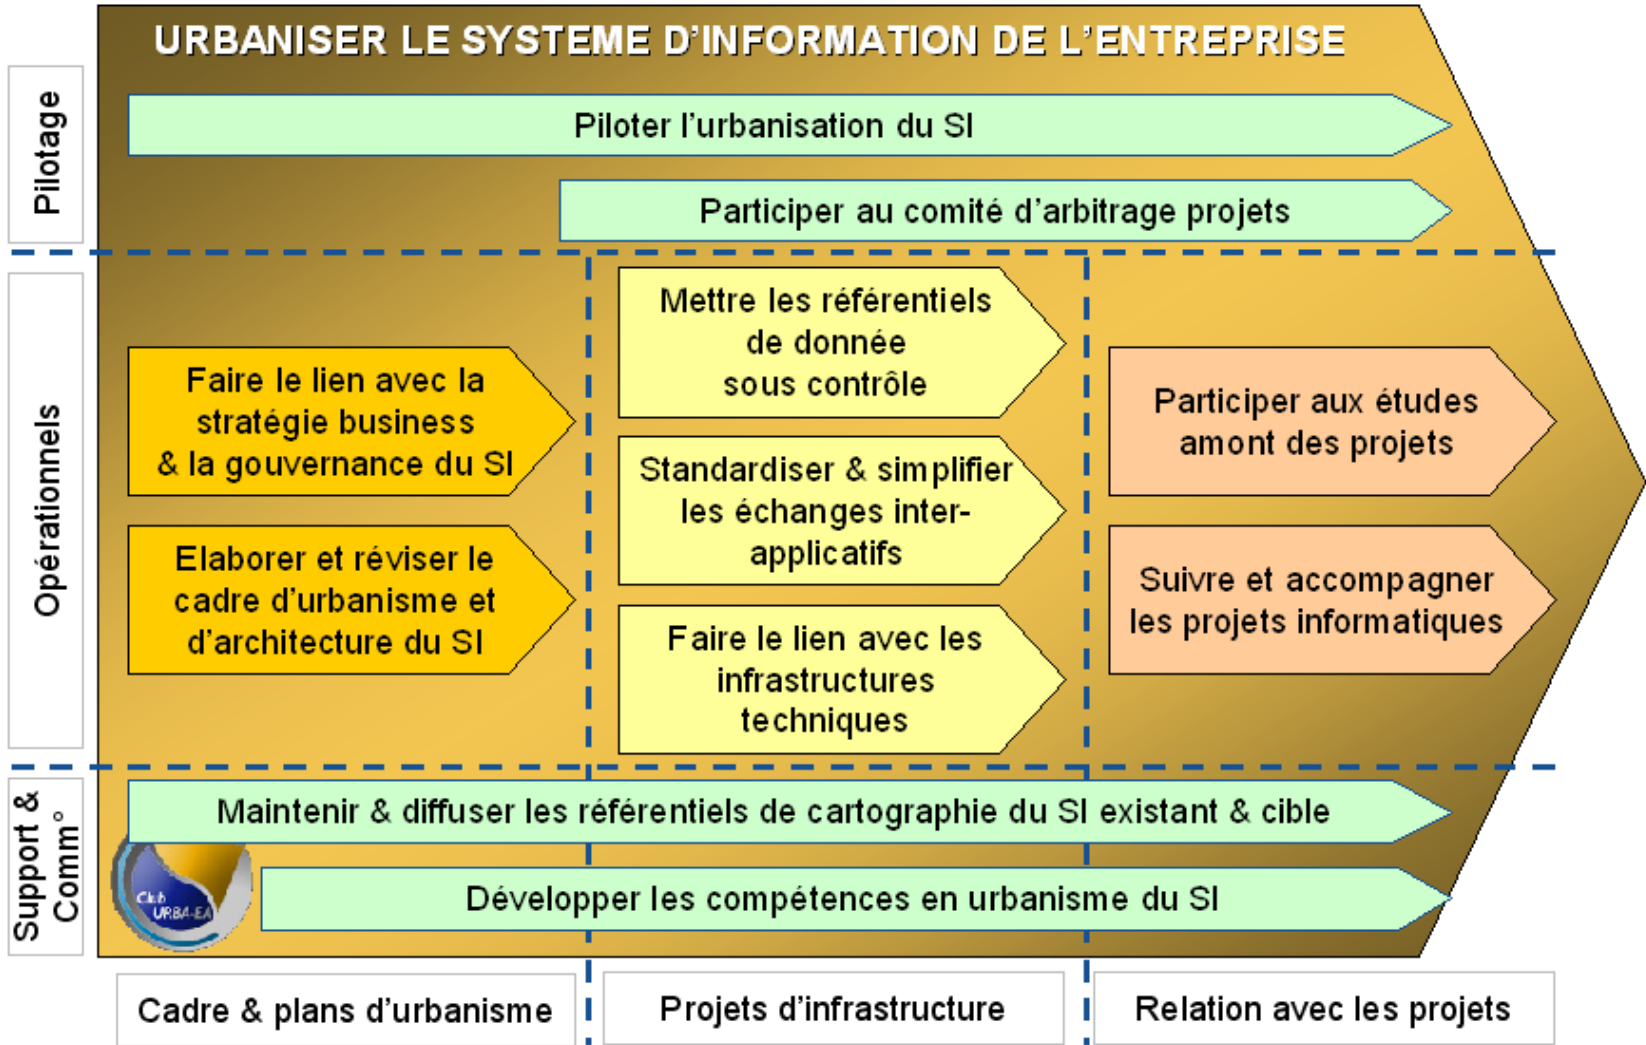 URBANISER LE SYSTEME D'INFORMATION DE L'ENTREPRISE
Pilotage
Piloter l'urbanisation du SI
Participer au comité d'arbitrage projets
Opérationnels
Faire le lien avec la
stratégie business
& la gouvernance du SI
Elaborer et réviser le
cadre d'urbanisme et
d'architecture du SI
Mettre les référentiels
de donnée
sous contrôle
Standardiser & simplifier
les échanges inter-
applicatifs
Faire le lien avec les
infrastructures
techniques
Participer aux études
amont des projets
Suivre et accompagner
les projets informatiques
Support &
Comm°
Maintenir & diffuser les référentiels de cartographie du SI existant & cible
Développer les compétences en urbanisme du SI
Club
URBA-EA
Cadre & plans d'urbanisme
Projets d'infrastructure
Relation avec les projets